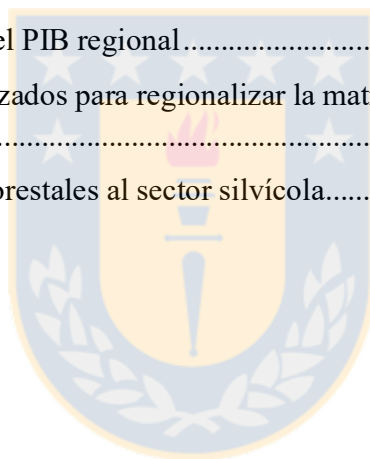 el PIB regional......................
zados para regionalizar la mat
............................................
orestales al sector silvícola......